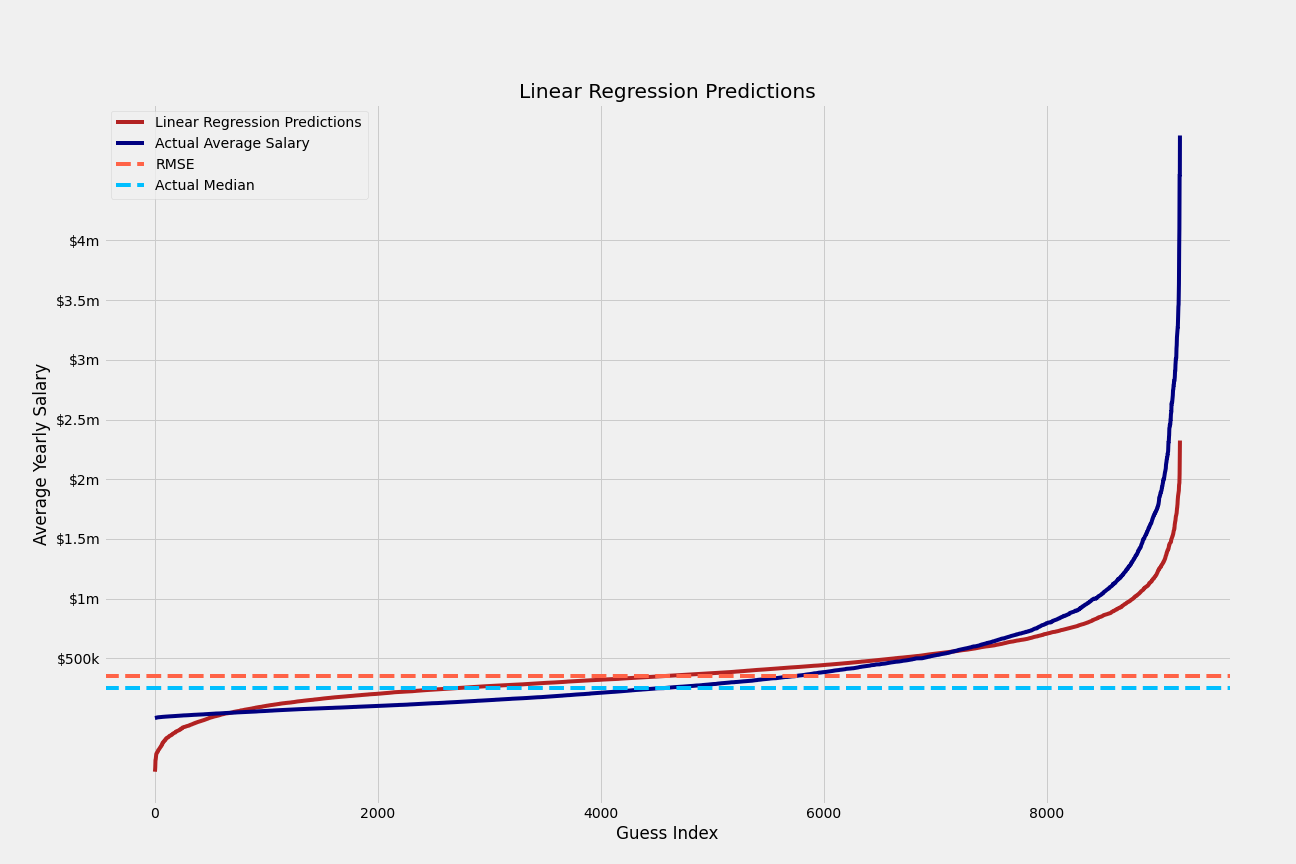 Linear Regression Predictions
Linear Regression Predictions
Actual Average Salary
RMSE
Actual Median
$4m
$3.5m
$3m
$2.5m
$2m
$1.5m
$1m
$500k
Average Yearly Salary
0 2000 4000 6000 8000
Guess Index